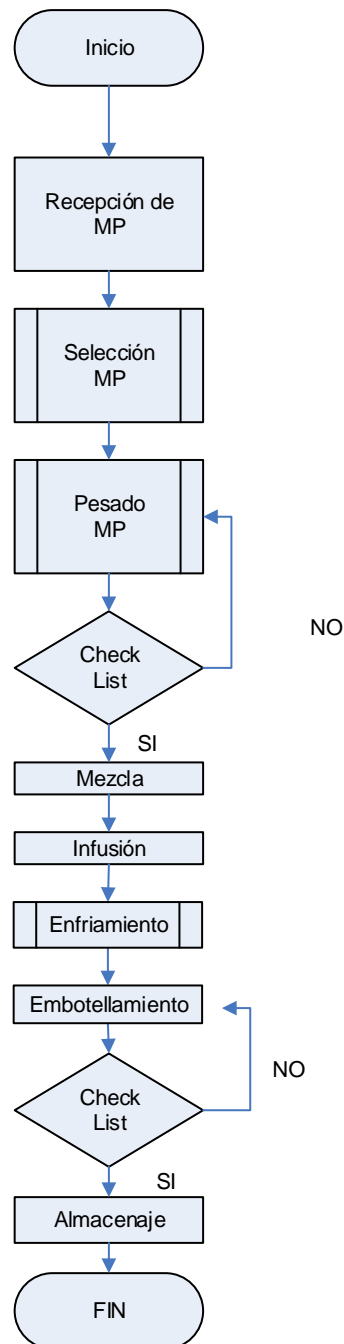 Inicio
Recepción de
MP
Selección
MP
Pesado
MP
Check
List
NO
SI
Mezcla
Infusión
Enfriamiento
Embotellamiento
Check
List
NO
SI
Almacenaje
FIN